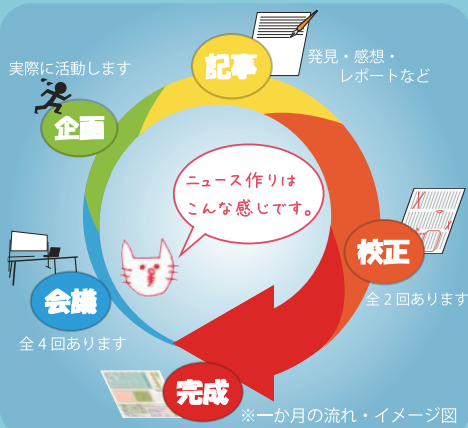 記事
発見・感想・
レポートなど
実際に活動します
企画
ニュース作りは
こんな感じです。
校正
全2回あります
会議
全4回あります
完成
※一か月の流れ・イメージ図